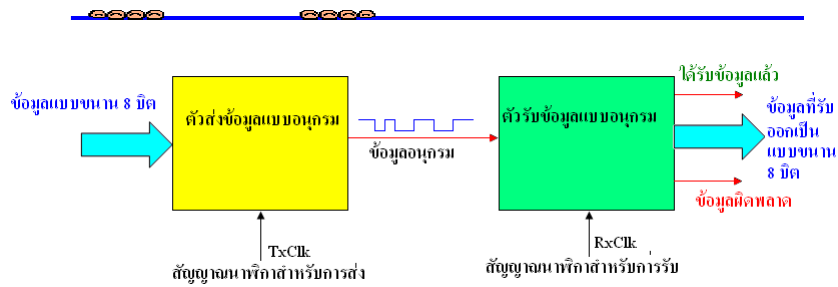 ข้อมูลแบบขนาน 8 บิต
ตัวส่งข้อมูลแบบอนุกรม
ข้อมูลอนุกรม
ตัวรับข้อมูลแบบอนุกรม
ได้รับข้อมูลแล้ว
ข้อมูลที่รับ
ออกเป็น
แบบขนาน
8 บิต
ข้อมูลผิดพลาด
TxClk
สัญญาณนาฬิกาสำหรับการส่ง
RxClk
สัญญาณนาฬิกาสำหรับการรับ